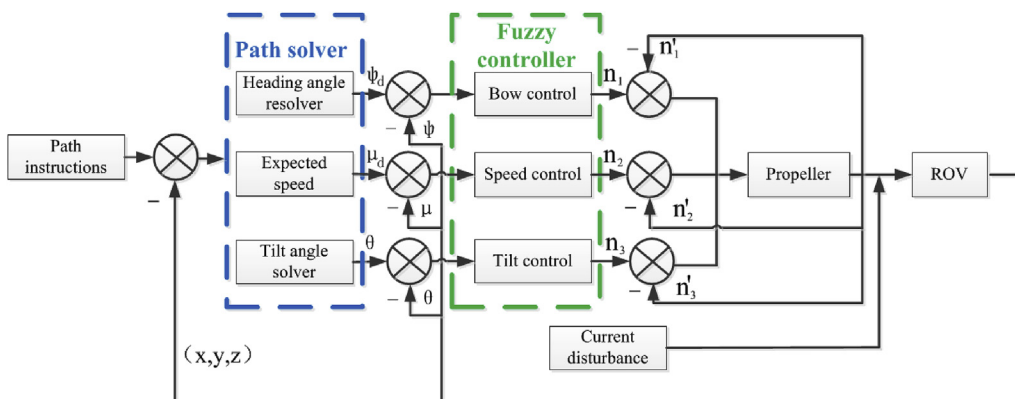 Path solver
Fuzzy
controller
Heading angle
resolver
ψd
Bow control
n1
n'1
−
−
ψ
Path
instructions
−
Expected
speed
μd
Speed control
n2
Propeller
ROV
−
μ
−
n'2
Tilt angle
solver
θ
Tilt control
n3
−
θ
−
n'3
(x,y,z)
Current
disturbance